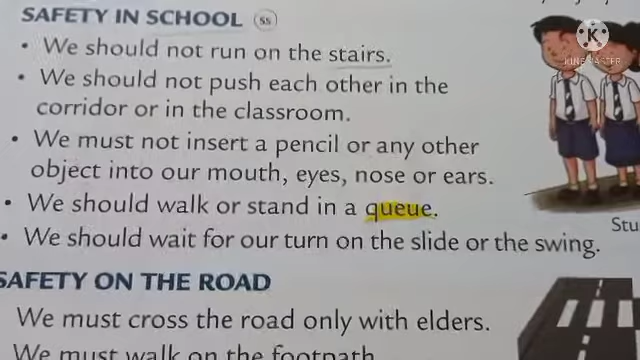 SAFETY IN SCHOOL SS
• We should not run on the stairs.
• We should not push each other in the
corridor or in the classroom.
• We must not insert a pencil or any other
object into our mouth, eyes, nose or ears.
• We should walk or stand in a queue.
• We should wait for our turn on the slide or the swing.
Stu
SAFETY ON THE ROAD
We must cross the road only with elders.
We must walk on the footpath
K
KINEMASTER